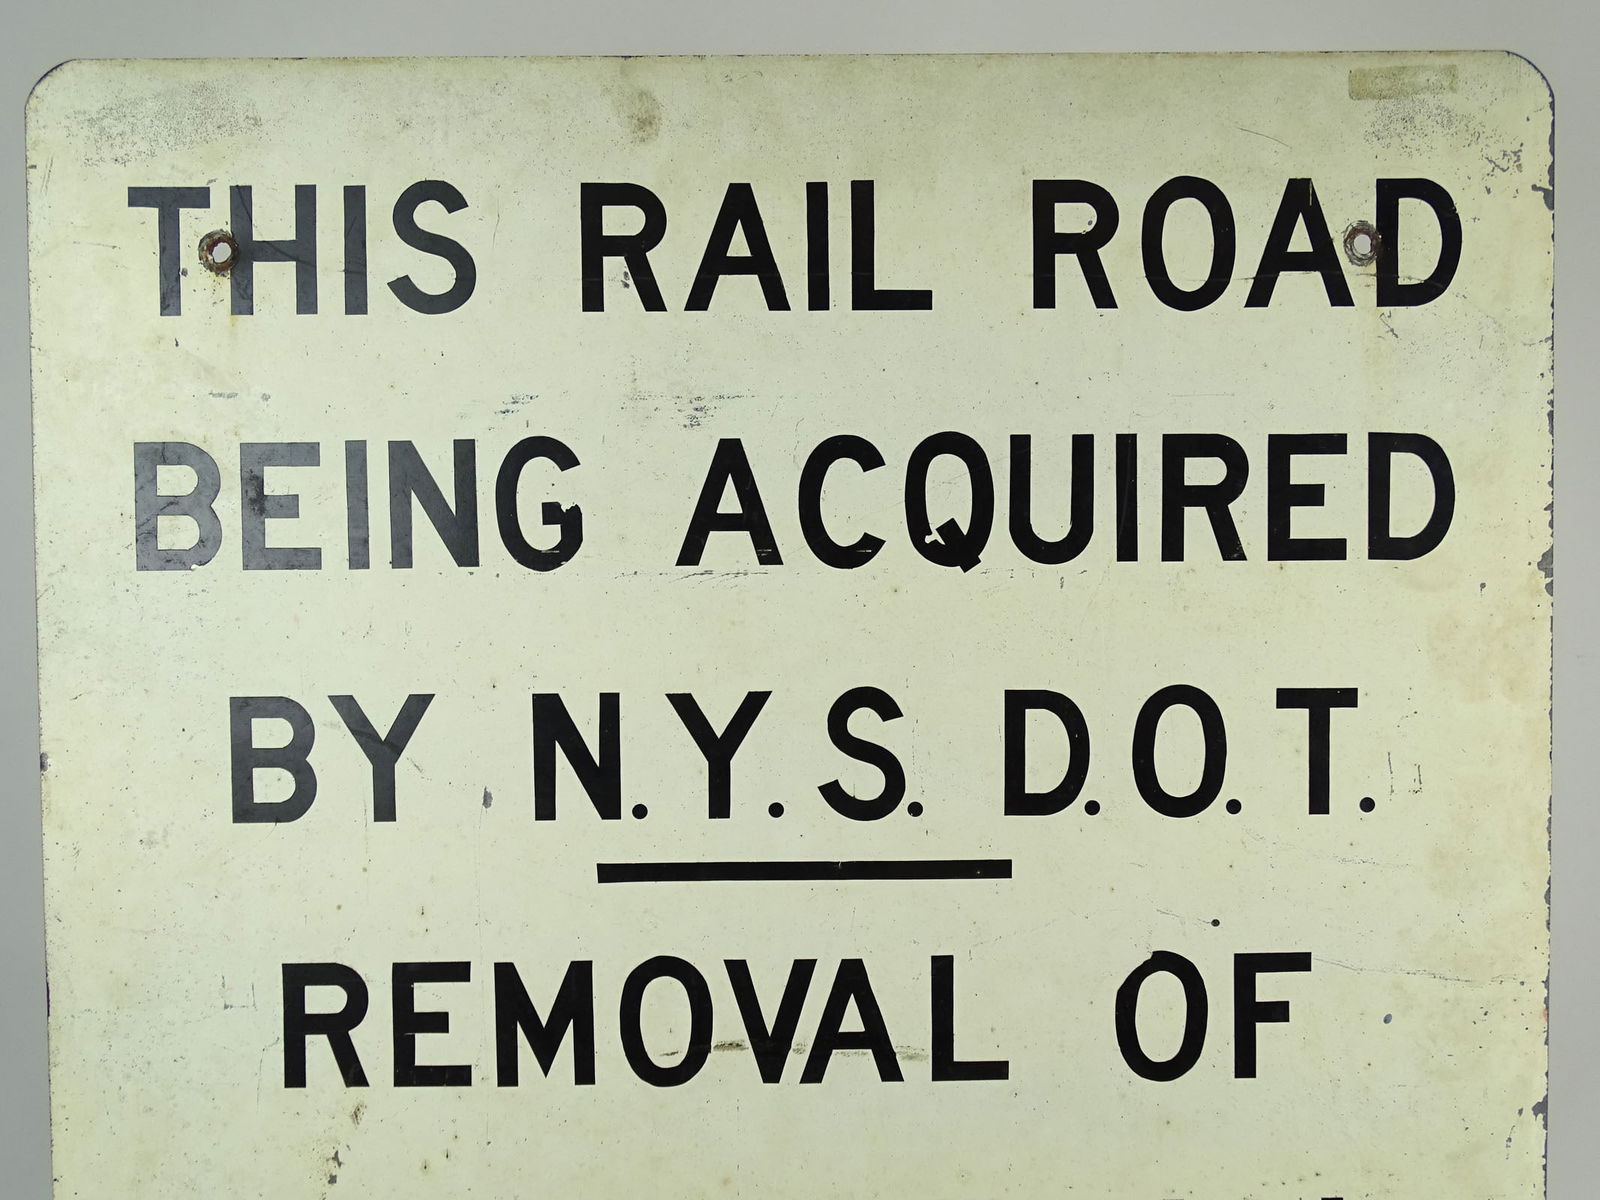 THIS RAIL ROAD
BEING ACQUIRED
BY N.Y.S. D.O.T.
REMOVAL OF